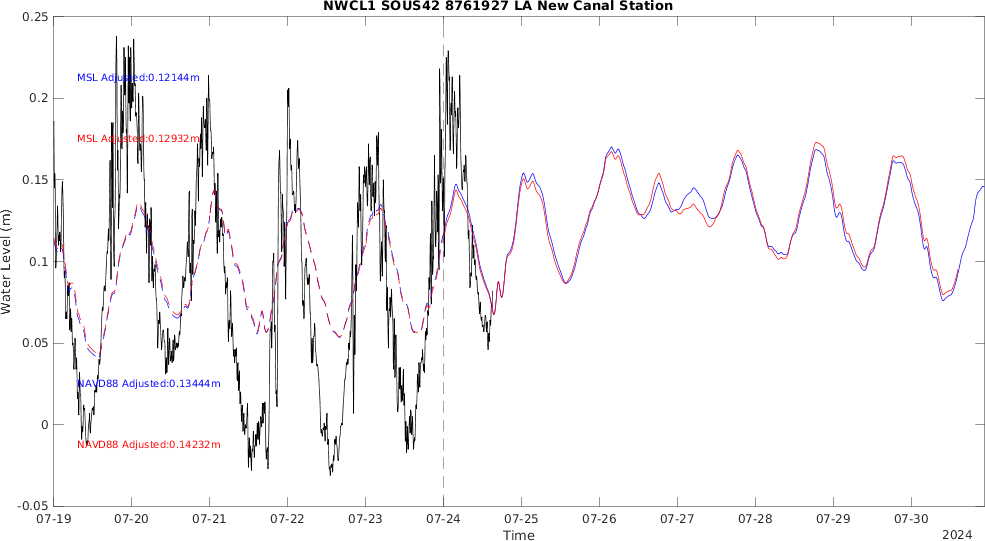 NWCL1 SOUS42 8761927 LA New Canal Station
Water Level (m)
0.25
0.2
0.15
0.1
0.05
0
-0.05
MSL Adjusted:0.12144m
MSL Adjusted:0.12932m
NAVD88 Adjusted:0.13444m
NAVD88 Adjusted:0.14232m
07-19 07-20 07-21 07-22 07-23 07-24 07-25 07-26 07-27 07-28 07-29 07-30
Time
2024